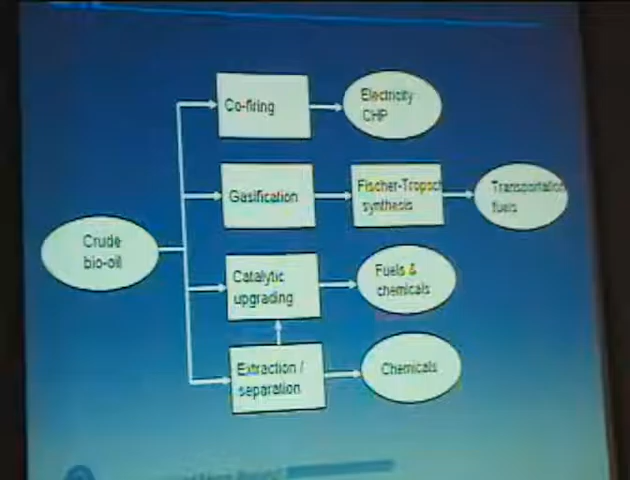 Co-firing
Electricity
CHP
Gasification
Fischer-Tropsch
synthesis
Transportation
fuels
Crude
bio-oil
Catalytic
upgrading
Fuels &
chemicals
Extraction /
separation
Chemicals